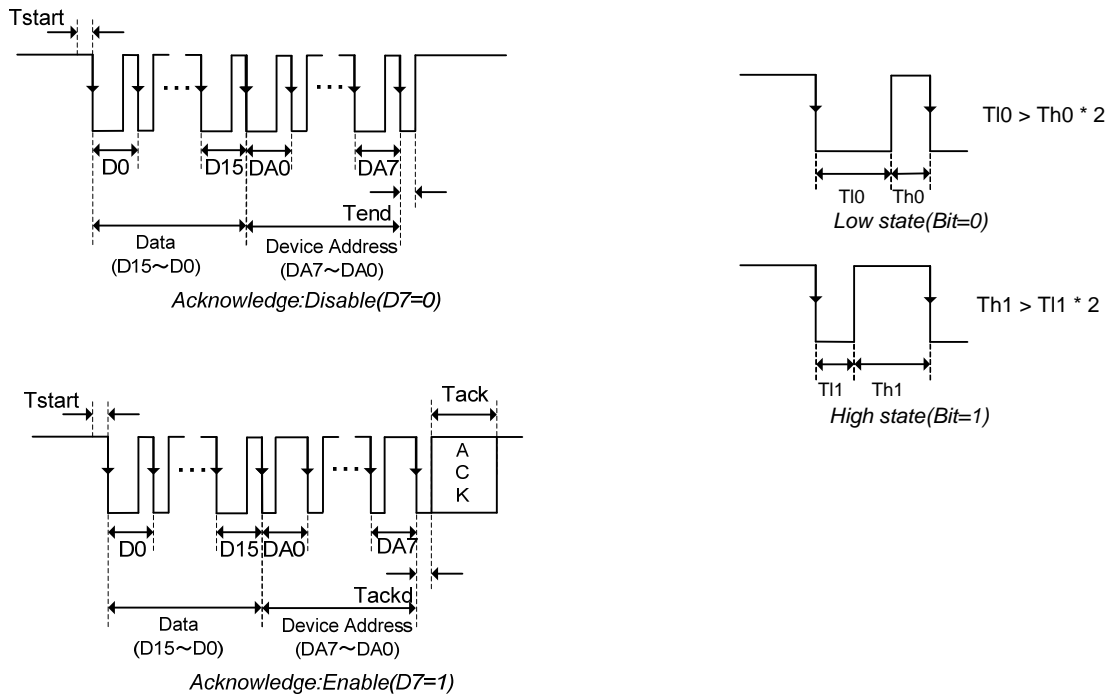 Tstart
D0 D15 DA0 DA7
Tend
Data Device Address
(D15～D0) (DA7～DA0)
Acknowledge:Disable(D7=0)
Tl0 > Th0 * 2
Tl0 Th0
Low state(Bit=0)
Th1 > Tl1 * 2
Tl1 Th1
High state(Bit=1)
Tstart
Tack
A
C
K
D0 D15 DA0 DA7
Tackd
Data Device Address
(D15～D0) (DA7～DA0)
Acknowledge:Enable(D7=1)